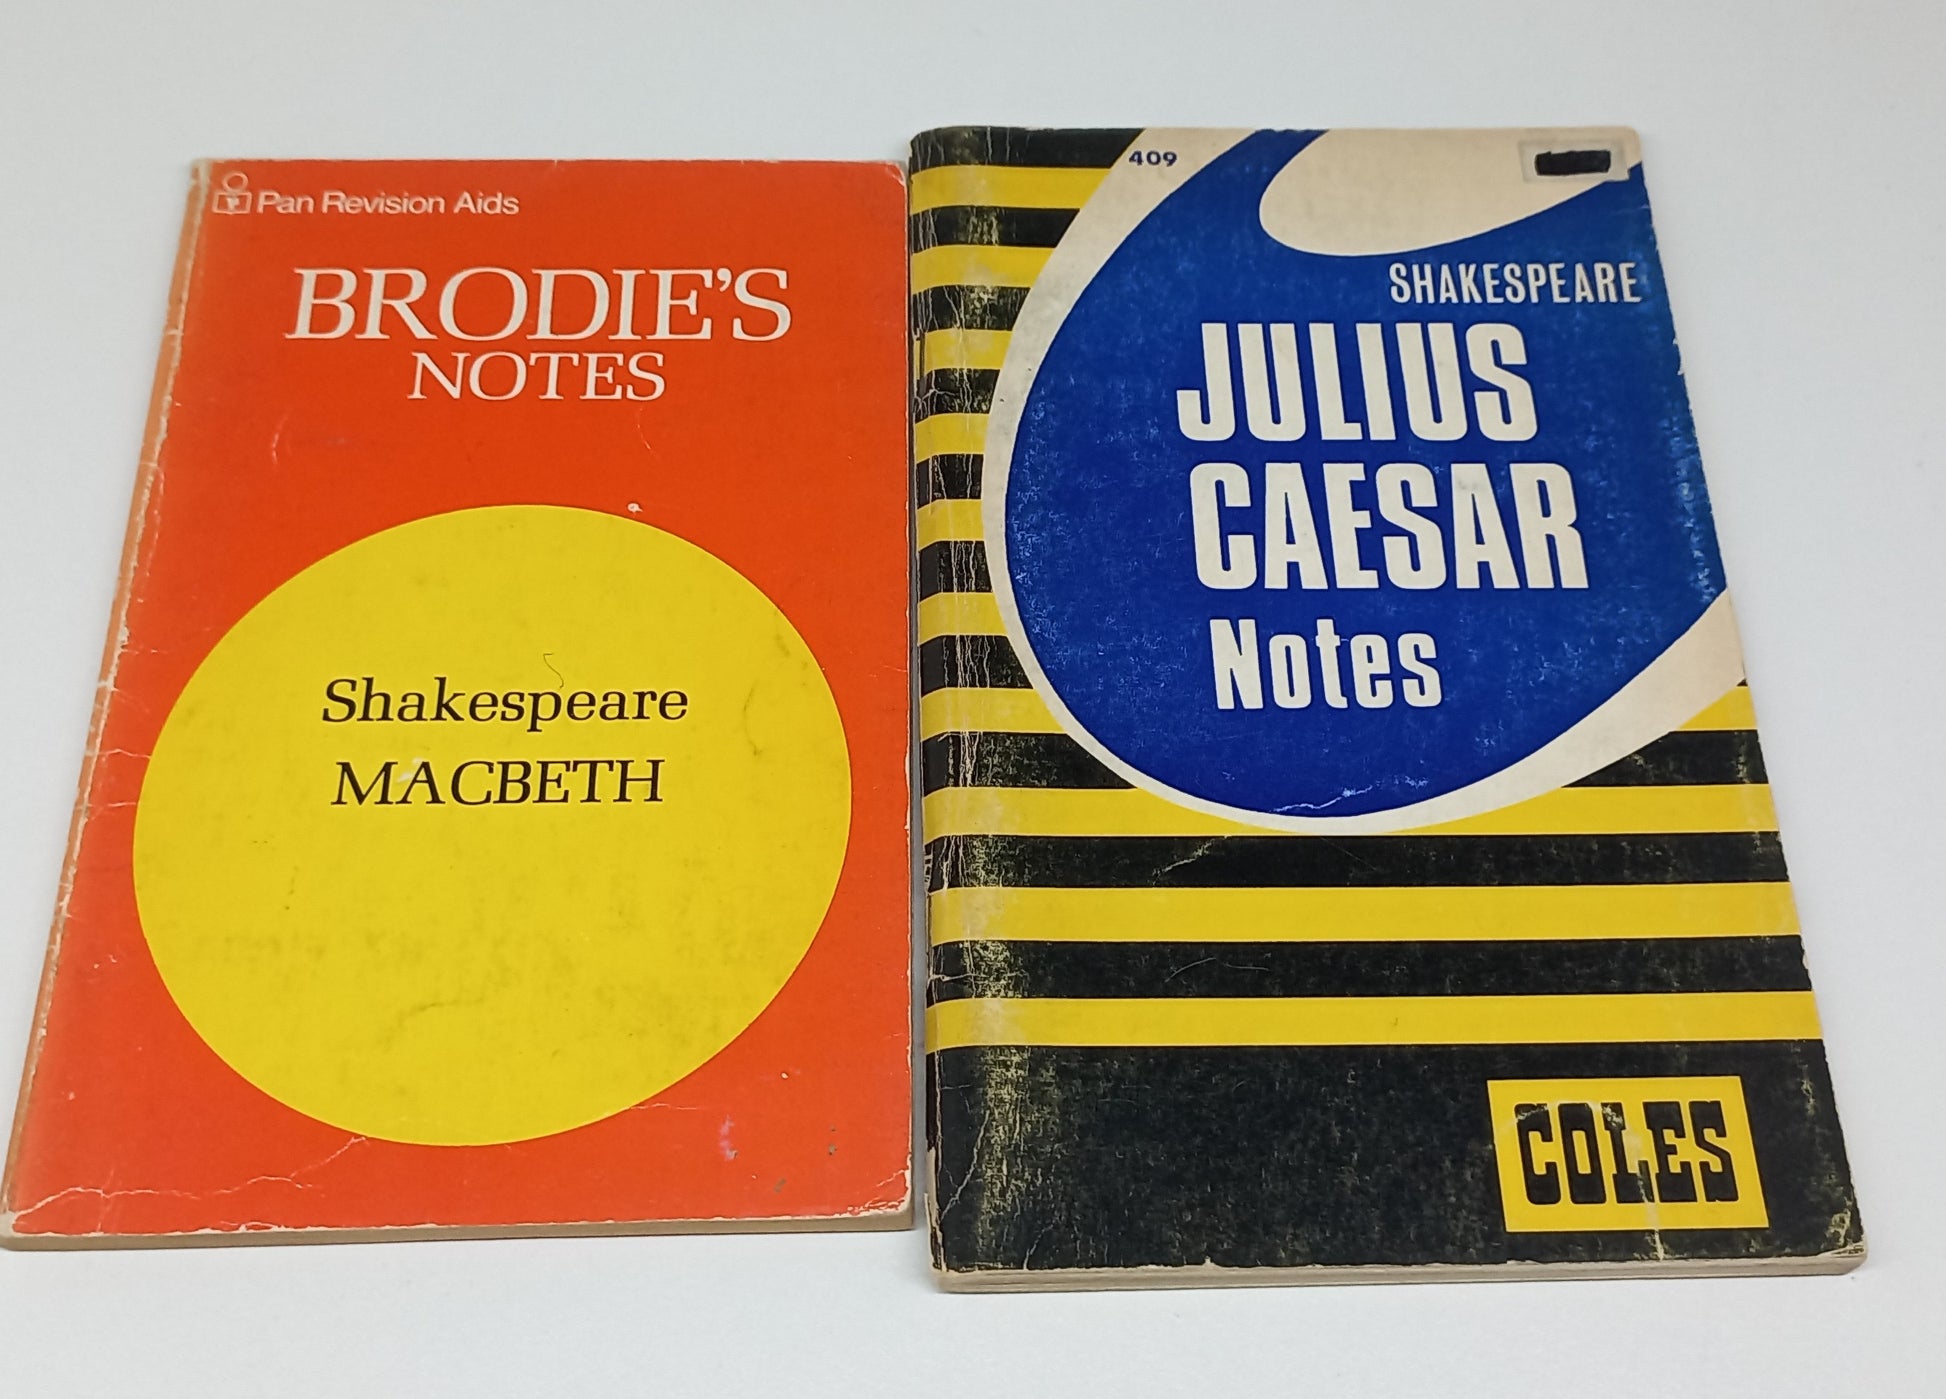 Pan Revision Aids
BRODIE'S
NOTES
Shakespeare
MACBETH
409
SHAKESPEARE
JULIUS
CAESAR
Notes
COLES